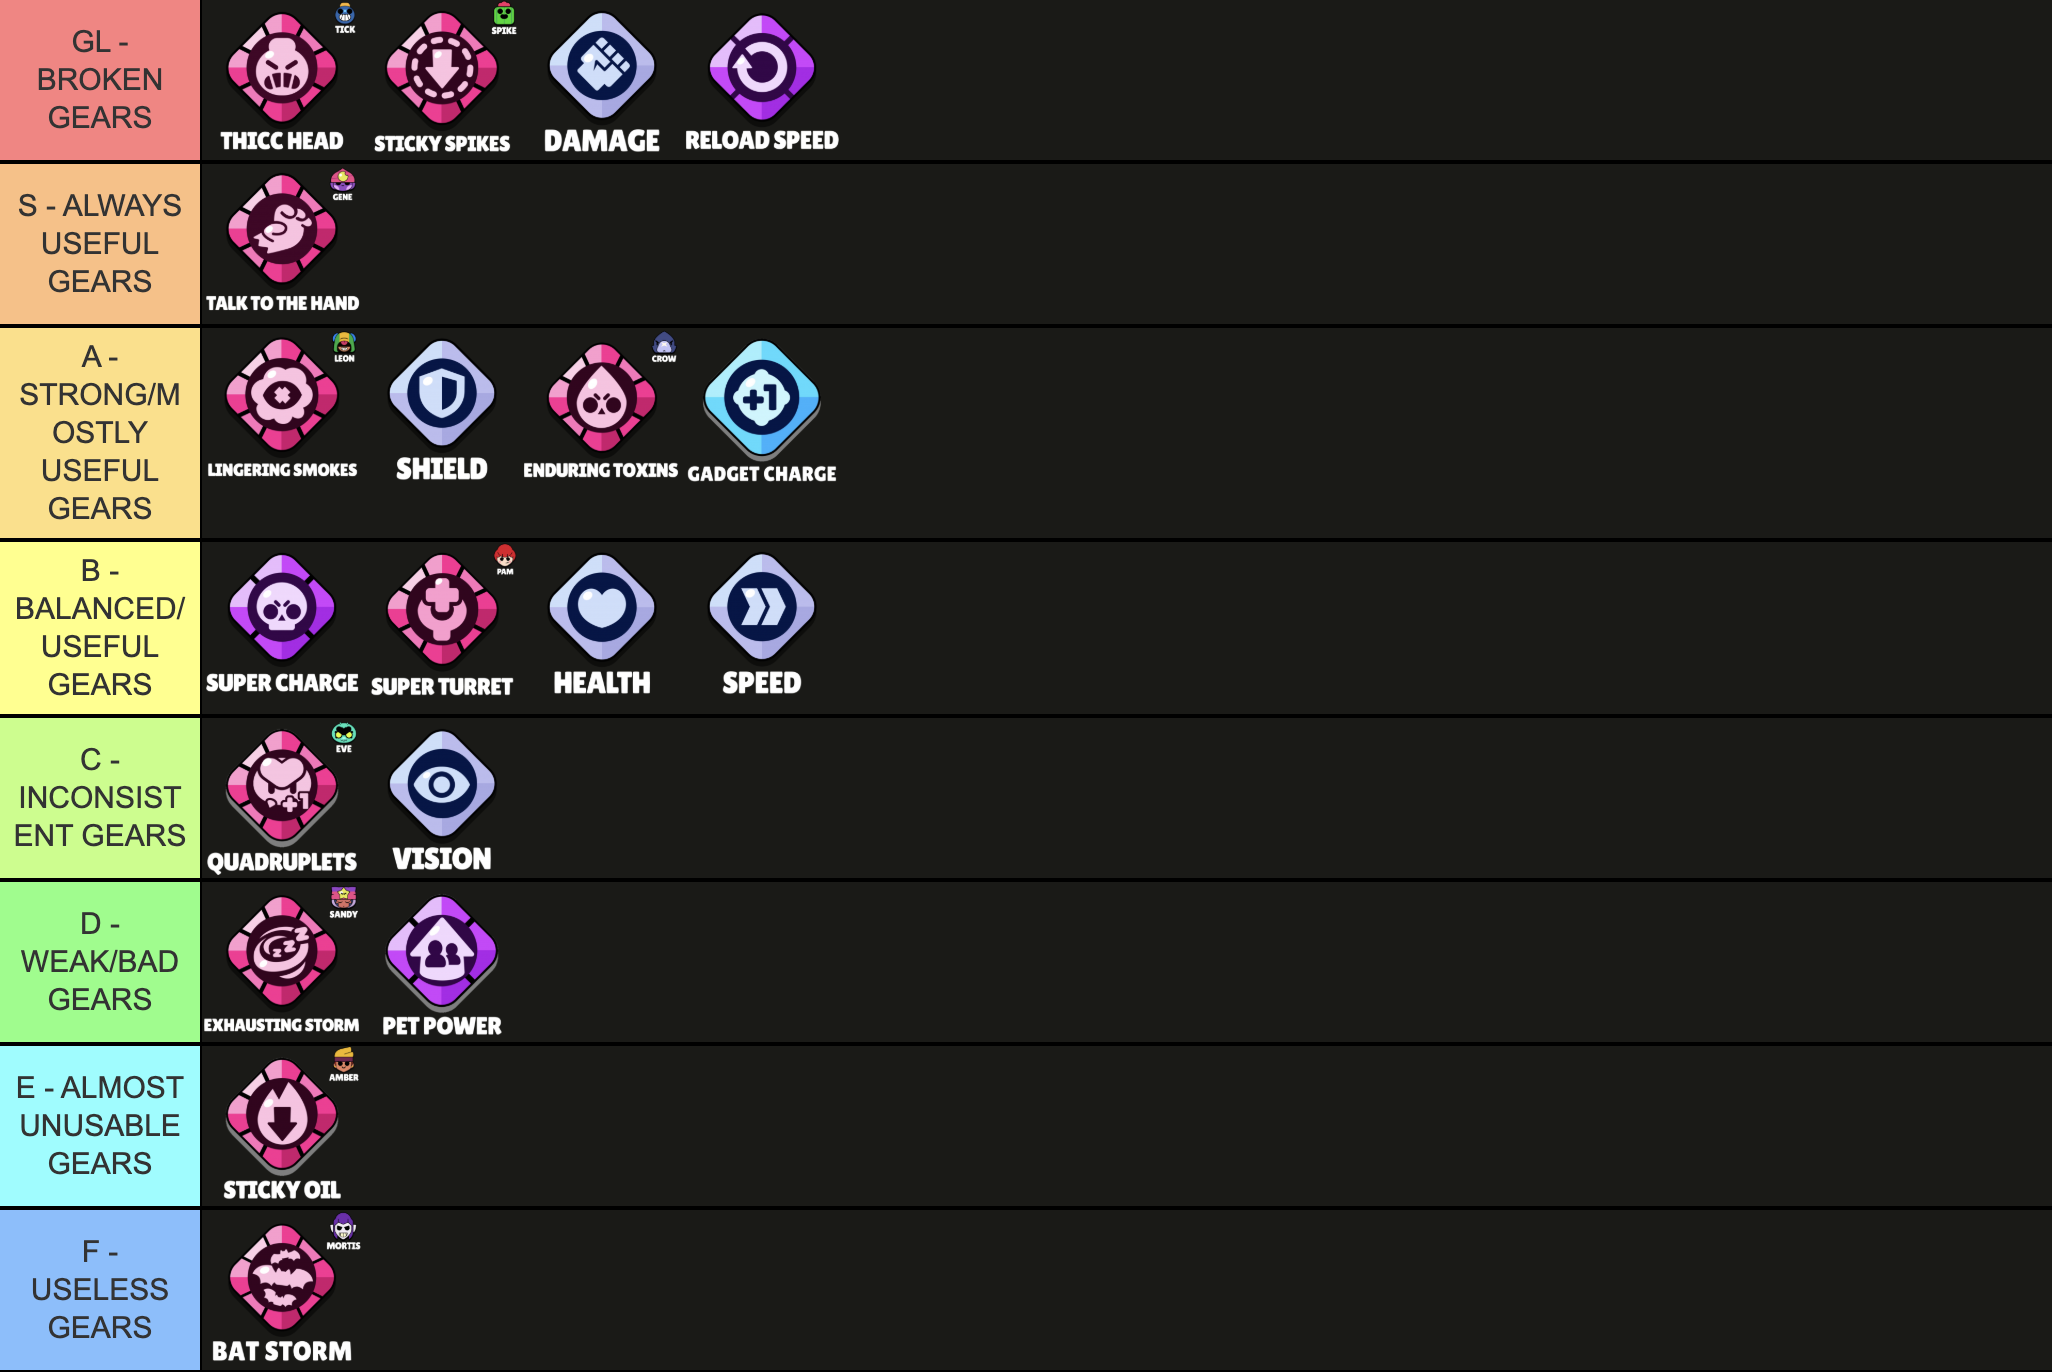 GL -
BROKEN
GEARS
TICK
THICC HEAD
SPIKE
STICKY SPIKES
DAMAGE
RELOAD SPEED
S - ALWAYS
USEFUL
GEARS
GENE
TALK TO THE HAND
A -
STRONG/M
OSTLY
USEFUL
GEARS
LEON
LINGERING SMOKES
SHIELD
CROW
ENDURING TOXINS
+1
GADGET CHARGE
B -
BALANCED/
USEFUL
GEARS
SUPER CHARGE
PAM
SUPER TURRET
HEALTH
SPEED
C -
INCONSIST
ENT GEARS
EVE
+1
QUADRUPLETS
VISION
D -
WEAK/BAD
GEARS
SANDY
Z Z Z Z
EXHAUSTING STORM
PET POWER
E - ALMOST
UNUSABLE
GEARS
AMBER
STICKY OIL
F -
USELESS
GEARS
MORTIS
BAT STORM